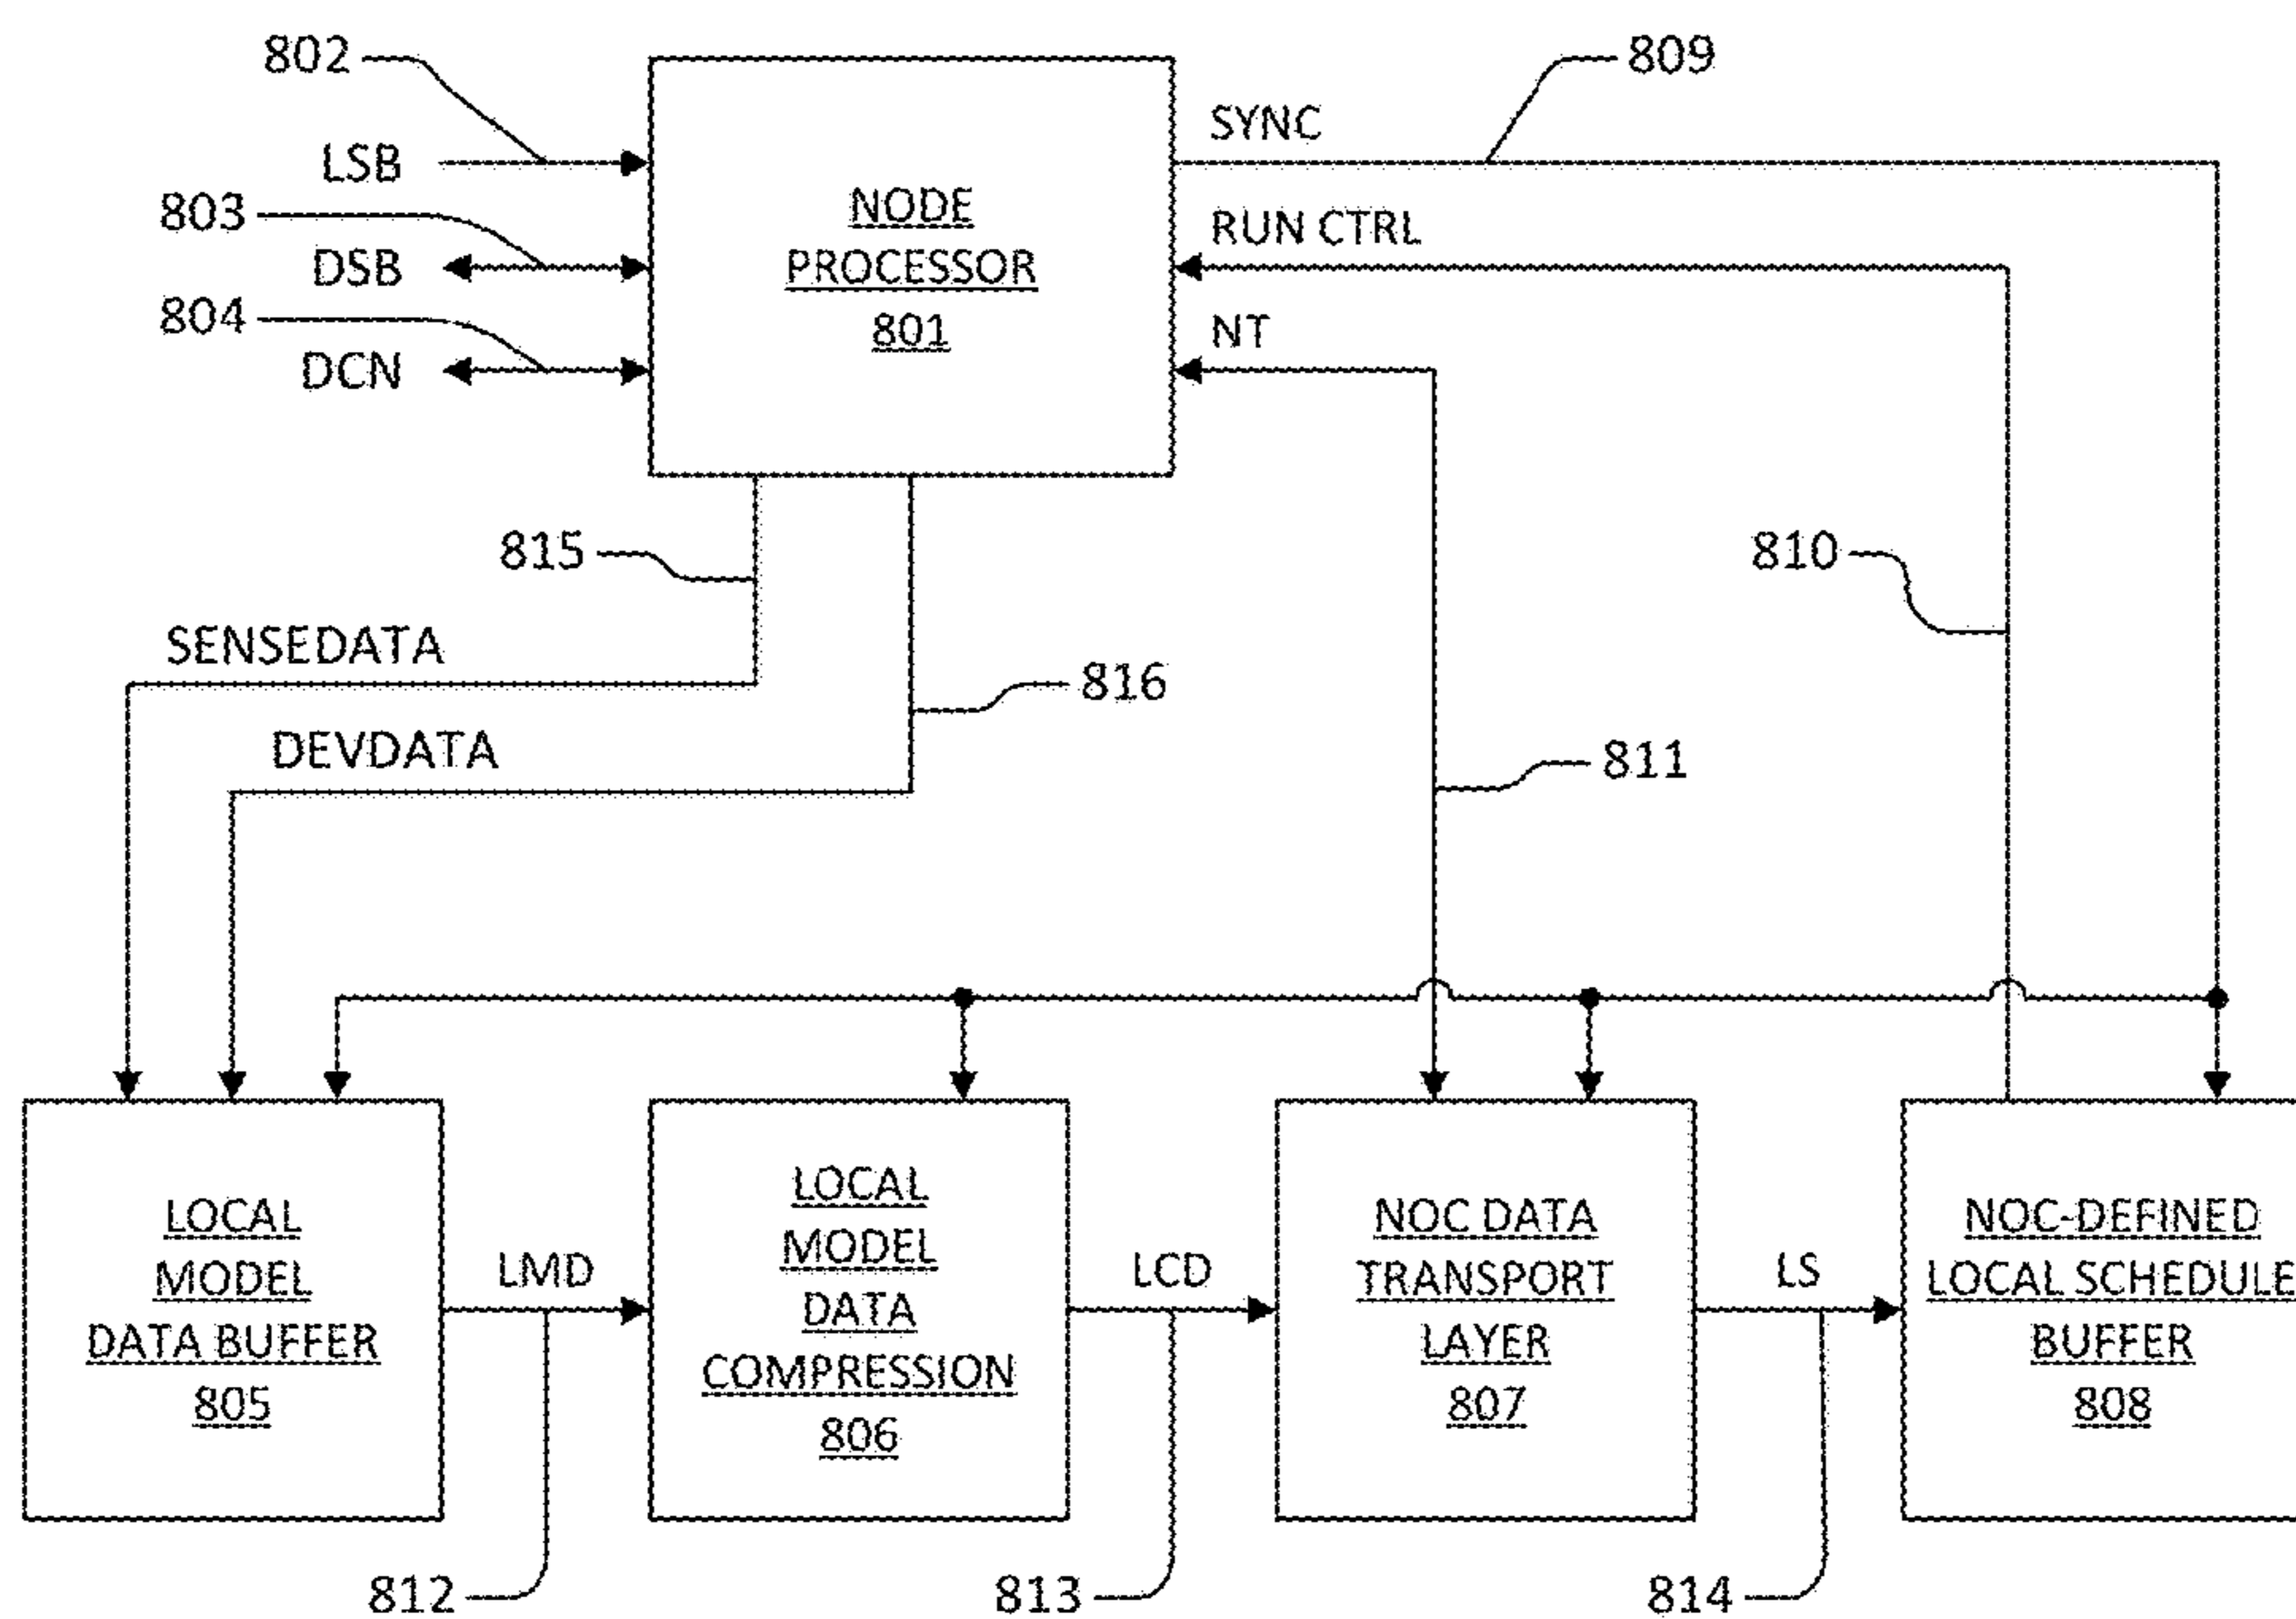 802
809
SYNC
LSB
NODE
PROCESSOR
801
803
RUN CTRL
DSB
804
NT
DCN
815
810
SENSEDATA
816
DEVDATA
811
LOCAL
MODEL
DATA BUFFER
805
LMD
LOCAL
MODEL
DATA
COMPRESSION
806
LCD
NOC DATA
TRANSPORT
LAYER
807
LS
NOC-DEFINED
LOCAL SCHEDULE
BUFFER
808
812
813
814